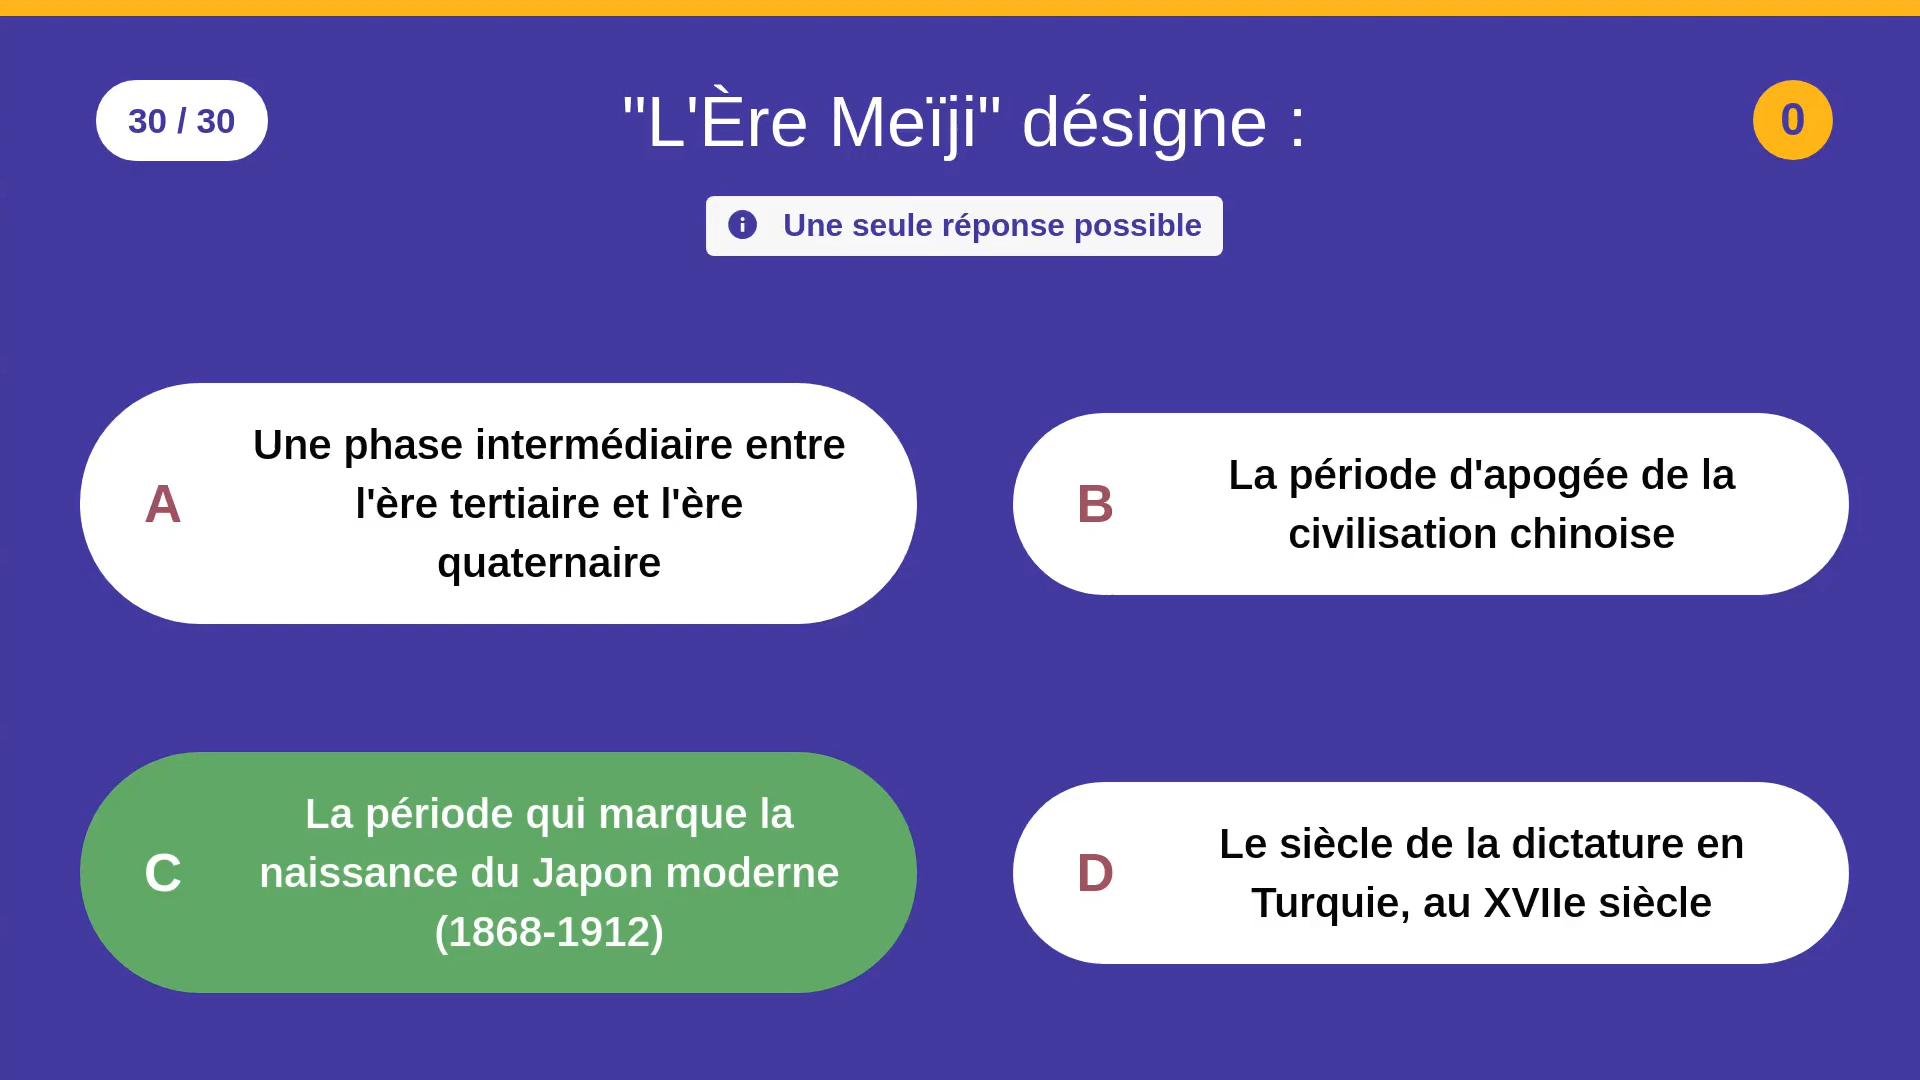 30 / 30
"L'Ère Meïji" désigne :
0
Une seule réponse possible
A
Une phase intermédiaire entre
l'ère tertiaire et l'ère
quaternaire
B
La période d'apogée de la
civilisation chinoise
C
La période qui marque la
naissance du Japon moderne
(1868-1912)
D
Le siècle de la dictature en
Turquie, au XVIIe siècle